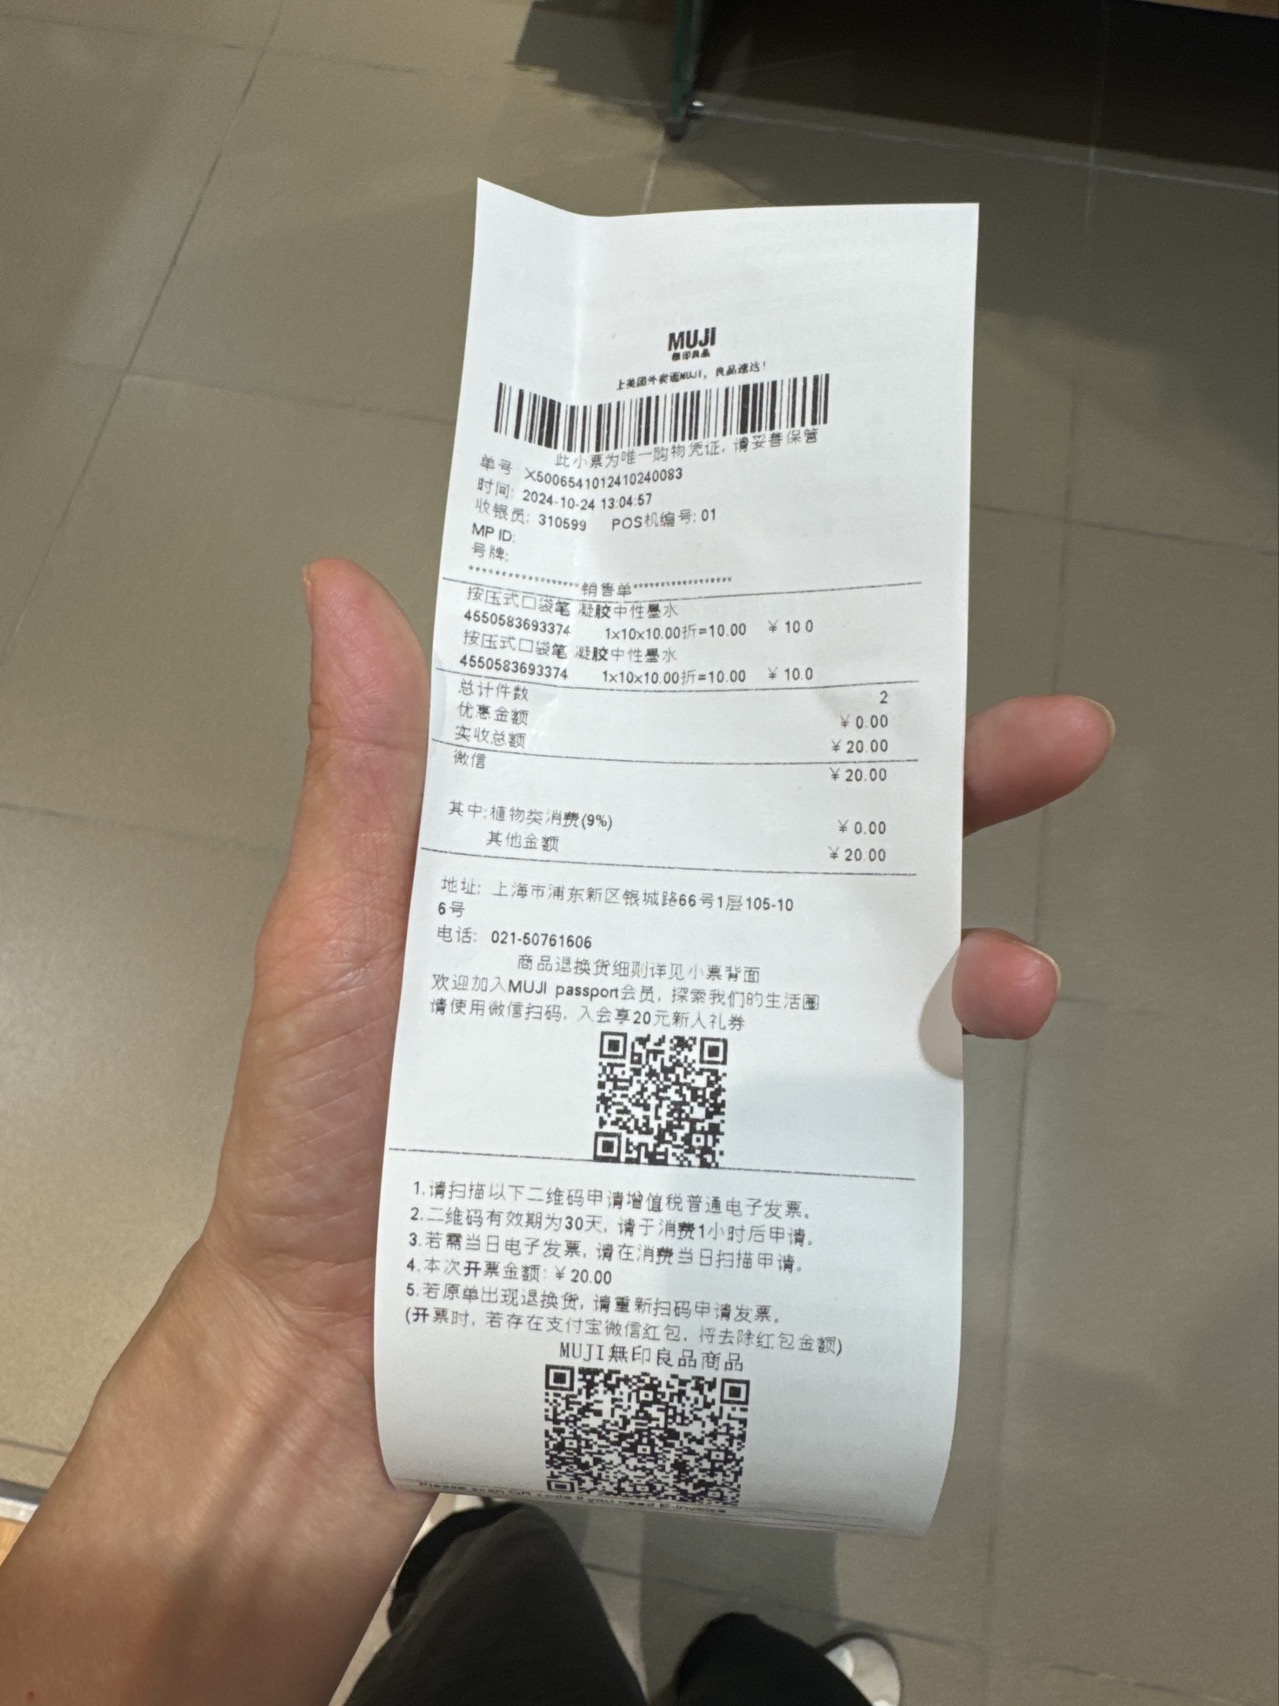 MUJI
無印良品
上美团外卖逛MUJI，良品速达！
此小票为唯一购物凭证，请妥善保管
单号 X5006541012410240083
时间: 2024-10-24 13:04:57
收银员: 310599 POS机编号: 01
MP ID:
号牌:
******************销售单******************
按压式口袋笔 凝胶中性墨水
4550583693374 1x10x10.00折=10.00 ￥10.0
按压式口袋笔 凝胶中性墨水
4550583693374 1x10x10.00折=10.00 ￥10.0
总计件数 2
优惠金额 ￥0.00
实收总额 ￥20.00
微信 ￥20.00
其中:植物类消费(9%) ￥0.00
其他金额 ￥20.00
地址: 上海市浦东新区银城路66号1层105-10
6号
电话: 021-50761606
商品退换货细则详见小票背面
欢迎加入MUJI passport会员，探索我们的生活圈
请使用微信扫码，入会享20元新人礼券
1.请扫描以下二维码申请增值税普通电子发票。
2.二维码有效期为30天，请于消费1小时后申请。
3.若需当日电子发票，请在消费当日扫描申请。
4.本次开票金额:￥20.00
5.若原单出现退换货，请重新扫码申请发票。
(开票时，若存在支付宝微信红包，将去除红包金额)
MUJI無印良品商品
Please scan QR code if you need E-invoice